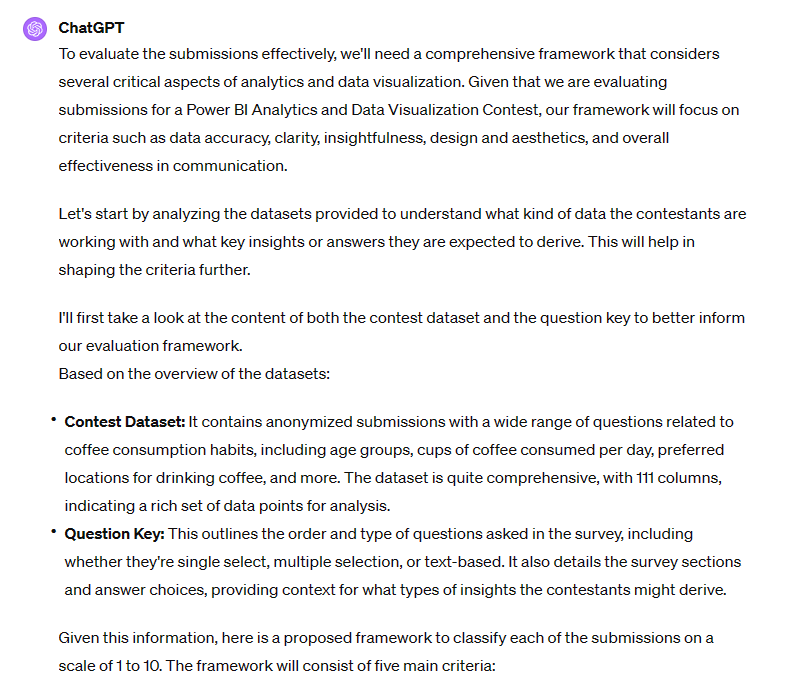 ChatGPT
To evaluate the submissions effectively, we'll need a comprehensive framework that considers
several critical aspects of analytics and data visualization. Given that we are evaluating
submissions for a Power BI Analytics and Data Visualization Contest, our framework will focus on
criteria such as data accuracy, clarity, insightfulness, design and aesthetics, and overall
effectiveness in communication.
Let's start by analyzing the datasets provided to understand what kind of data the contestants are
working with and what key insights or answers they are expected to derive. This will help in
shaping the criteria further.
I'll first take a look at the content of both the contest dataset and the question key to better inform
our evaluation framework.
Based on the overview of the datasets:
• Contest Dataset: It contains anonymized submissions with a wide range of questions related to
coffee consumption habits, including age groups, cups of coffee consumed per day, preferred
locations for drinking coffee, and more. The dataset is quite comprehensive, with 111 columns,
indicating a rich set of data points for analysis.
• Question Key: This outlines the order and type of questions asked in the survey, including
whether they're single select, multiple selection, or text-based. It also details the survey sections
and answer choices, providing context for what types of insights the contestants might derive.
Given this information, here is a proposed framework to classify each of the submissions on a
scale of 1 to 10. The framework will consist of five main criteria: